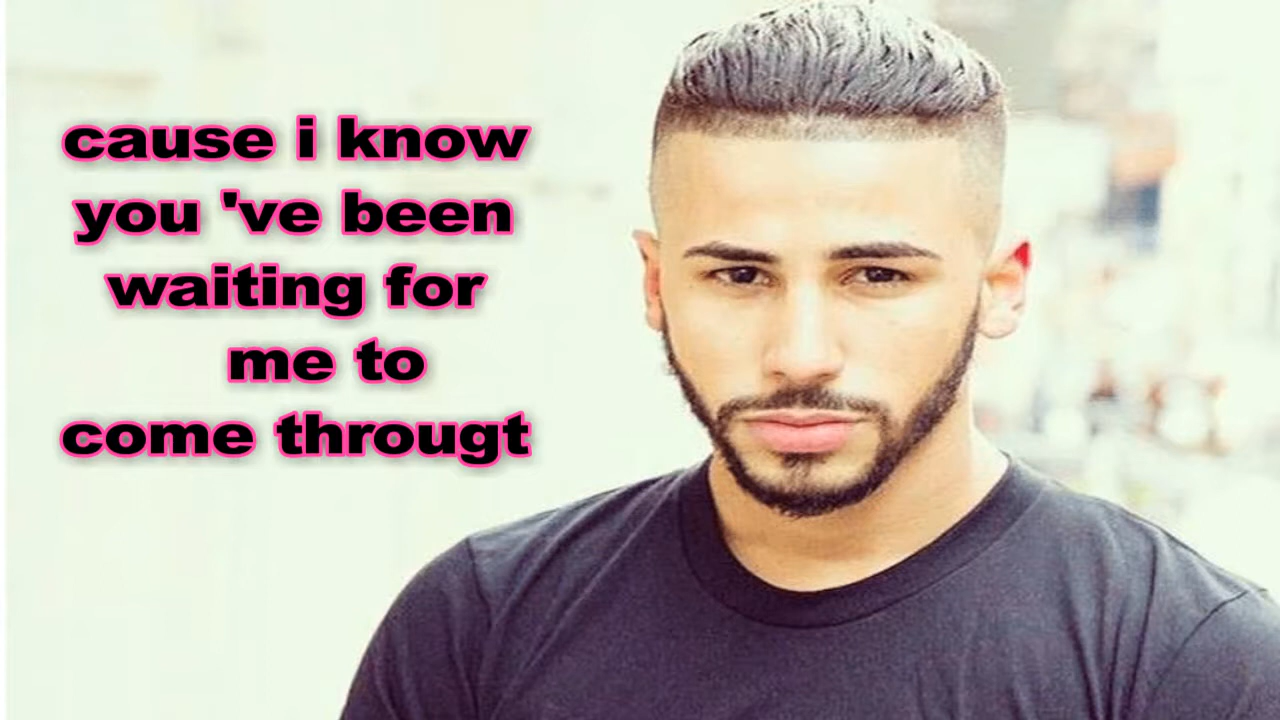 cause i know
you 've been
waiting for
me to
come througt